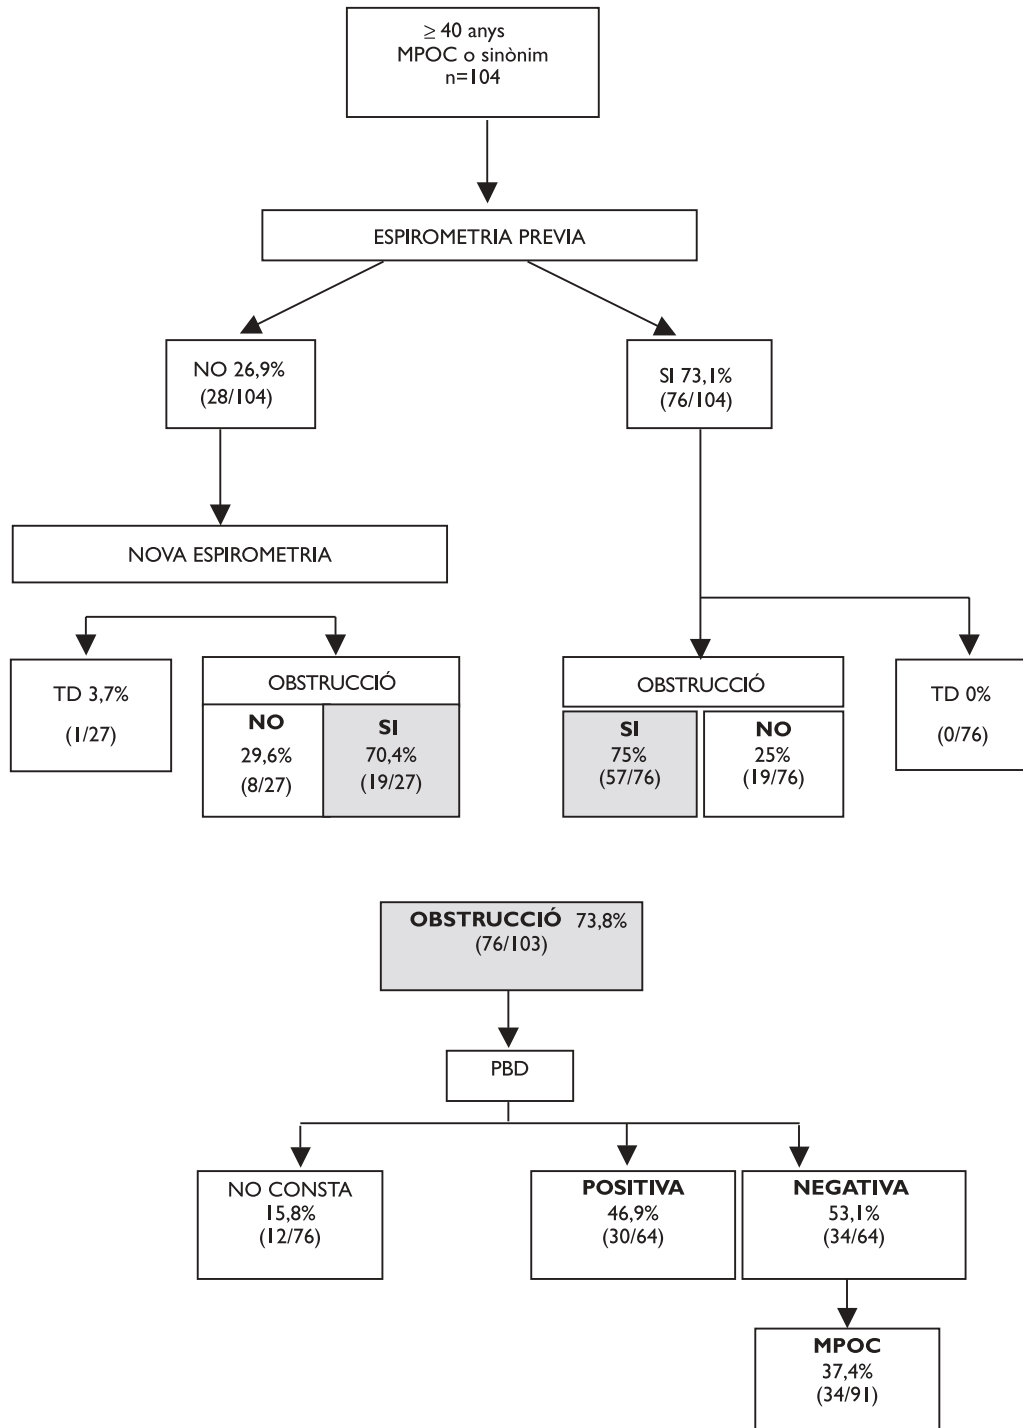 ≥ 40 anys
MPOC o sinònim
n=104
ESPIROMETRIA PREVIA
NO 26,9%
(28/104)
SI 73,1%
(76/104)
NOVA ESPIROMETRIA
TD 3,7%
(1/27)
OBSTRUCCIÓ
NO
29,6%
(8/27)
SI
70,4%
(19/27)
OBSTRUCCIÓ
SI
75%
(57/76)
NO
25%
(19/76)
TD 0%
(0/76)
OBSTRUCCIÓ 73,8%
(76/103)
PBD
NO CONSTA
15,8%
(12/76)
POSITIVA
46,9%
(30/64)
NEGATIVA
53,1%
(34/64)
MPOC
37,4%
(34/91)